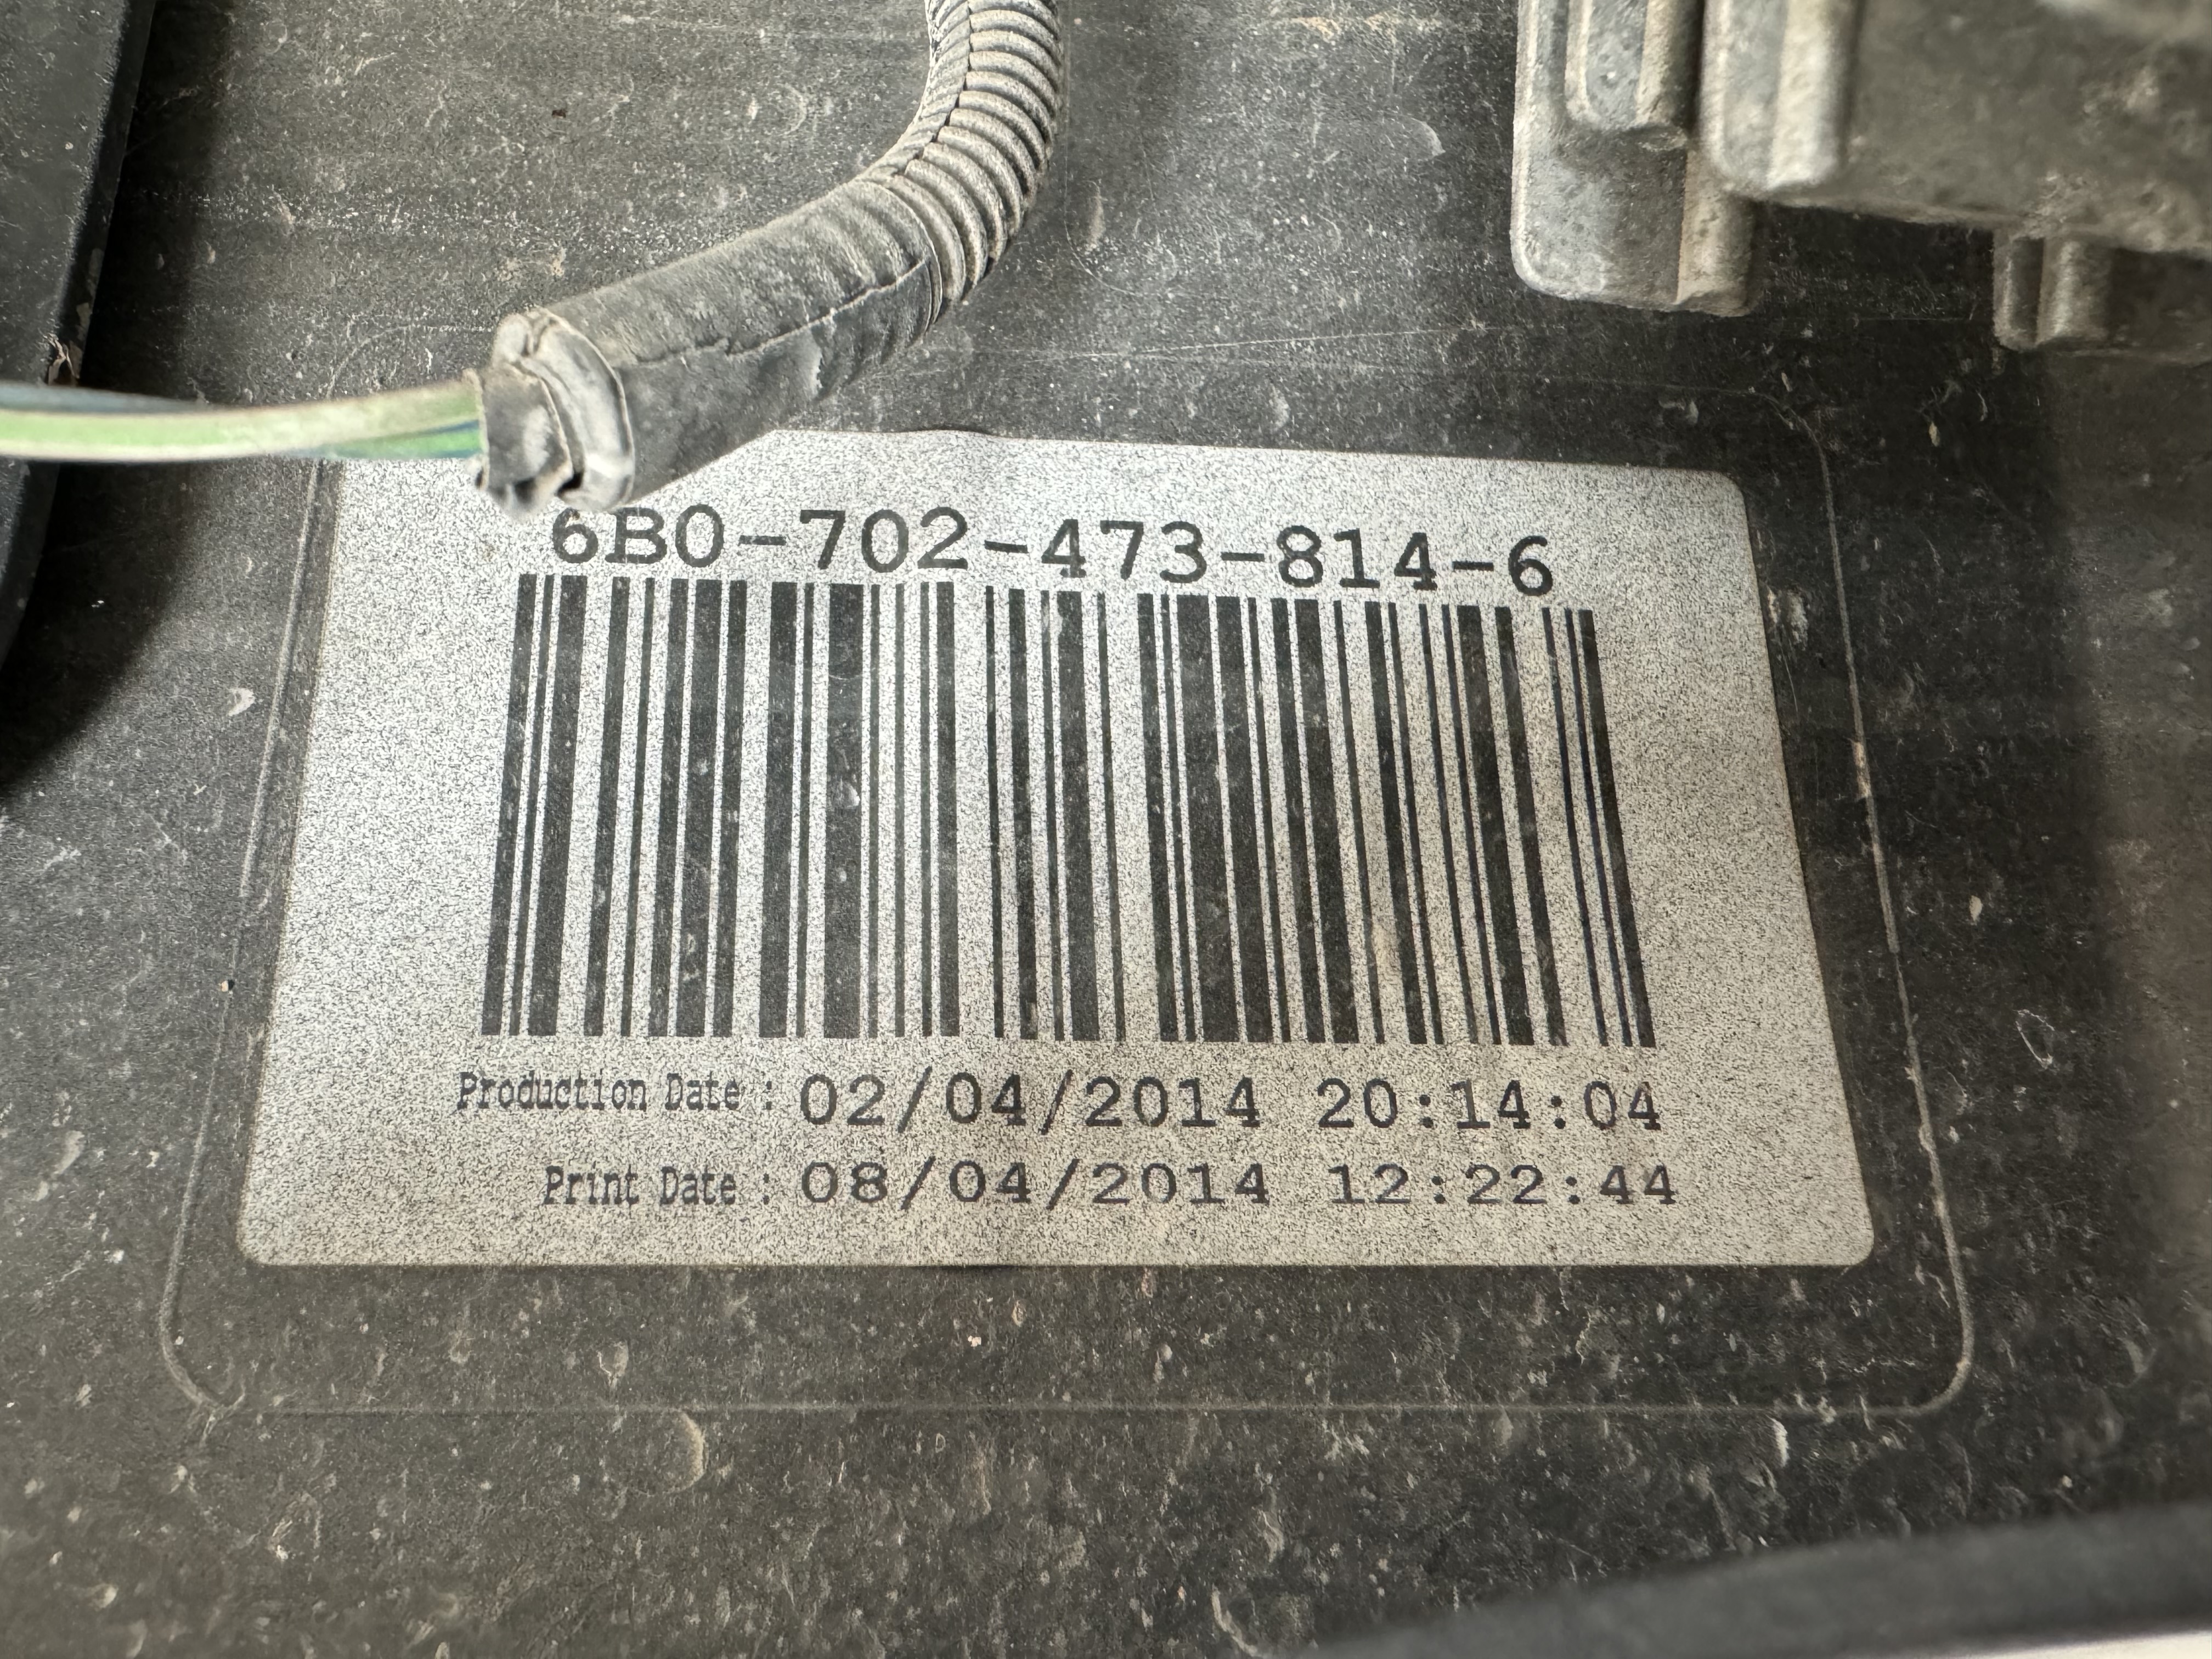 6B0-702-473-814-6
Production Date : 02/04/2014 20:14:04
Print Date : 08/04/2014 12:22:44